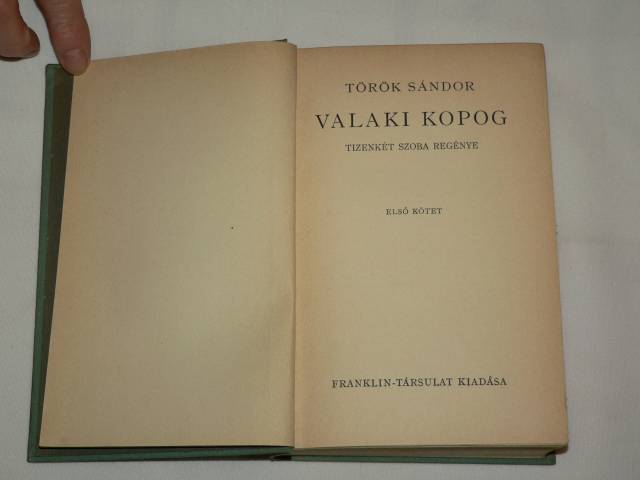 TÖRÖK SÁNDOR
VALAKI KOPOG
TIZENKÉT SZOBA REGÉNYE
ELSŐ KÖTET
FRANKLIN-TÁRSULAT KIADÁSA